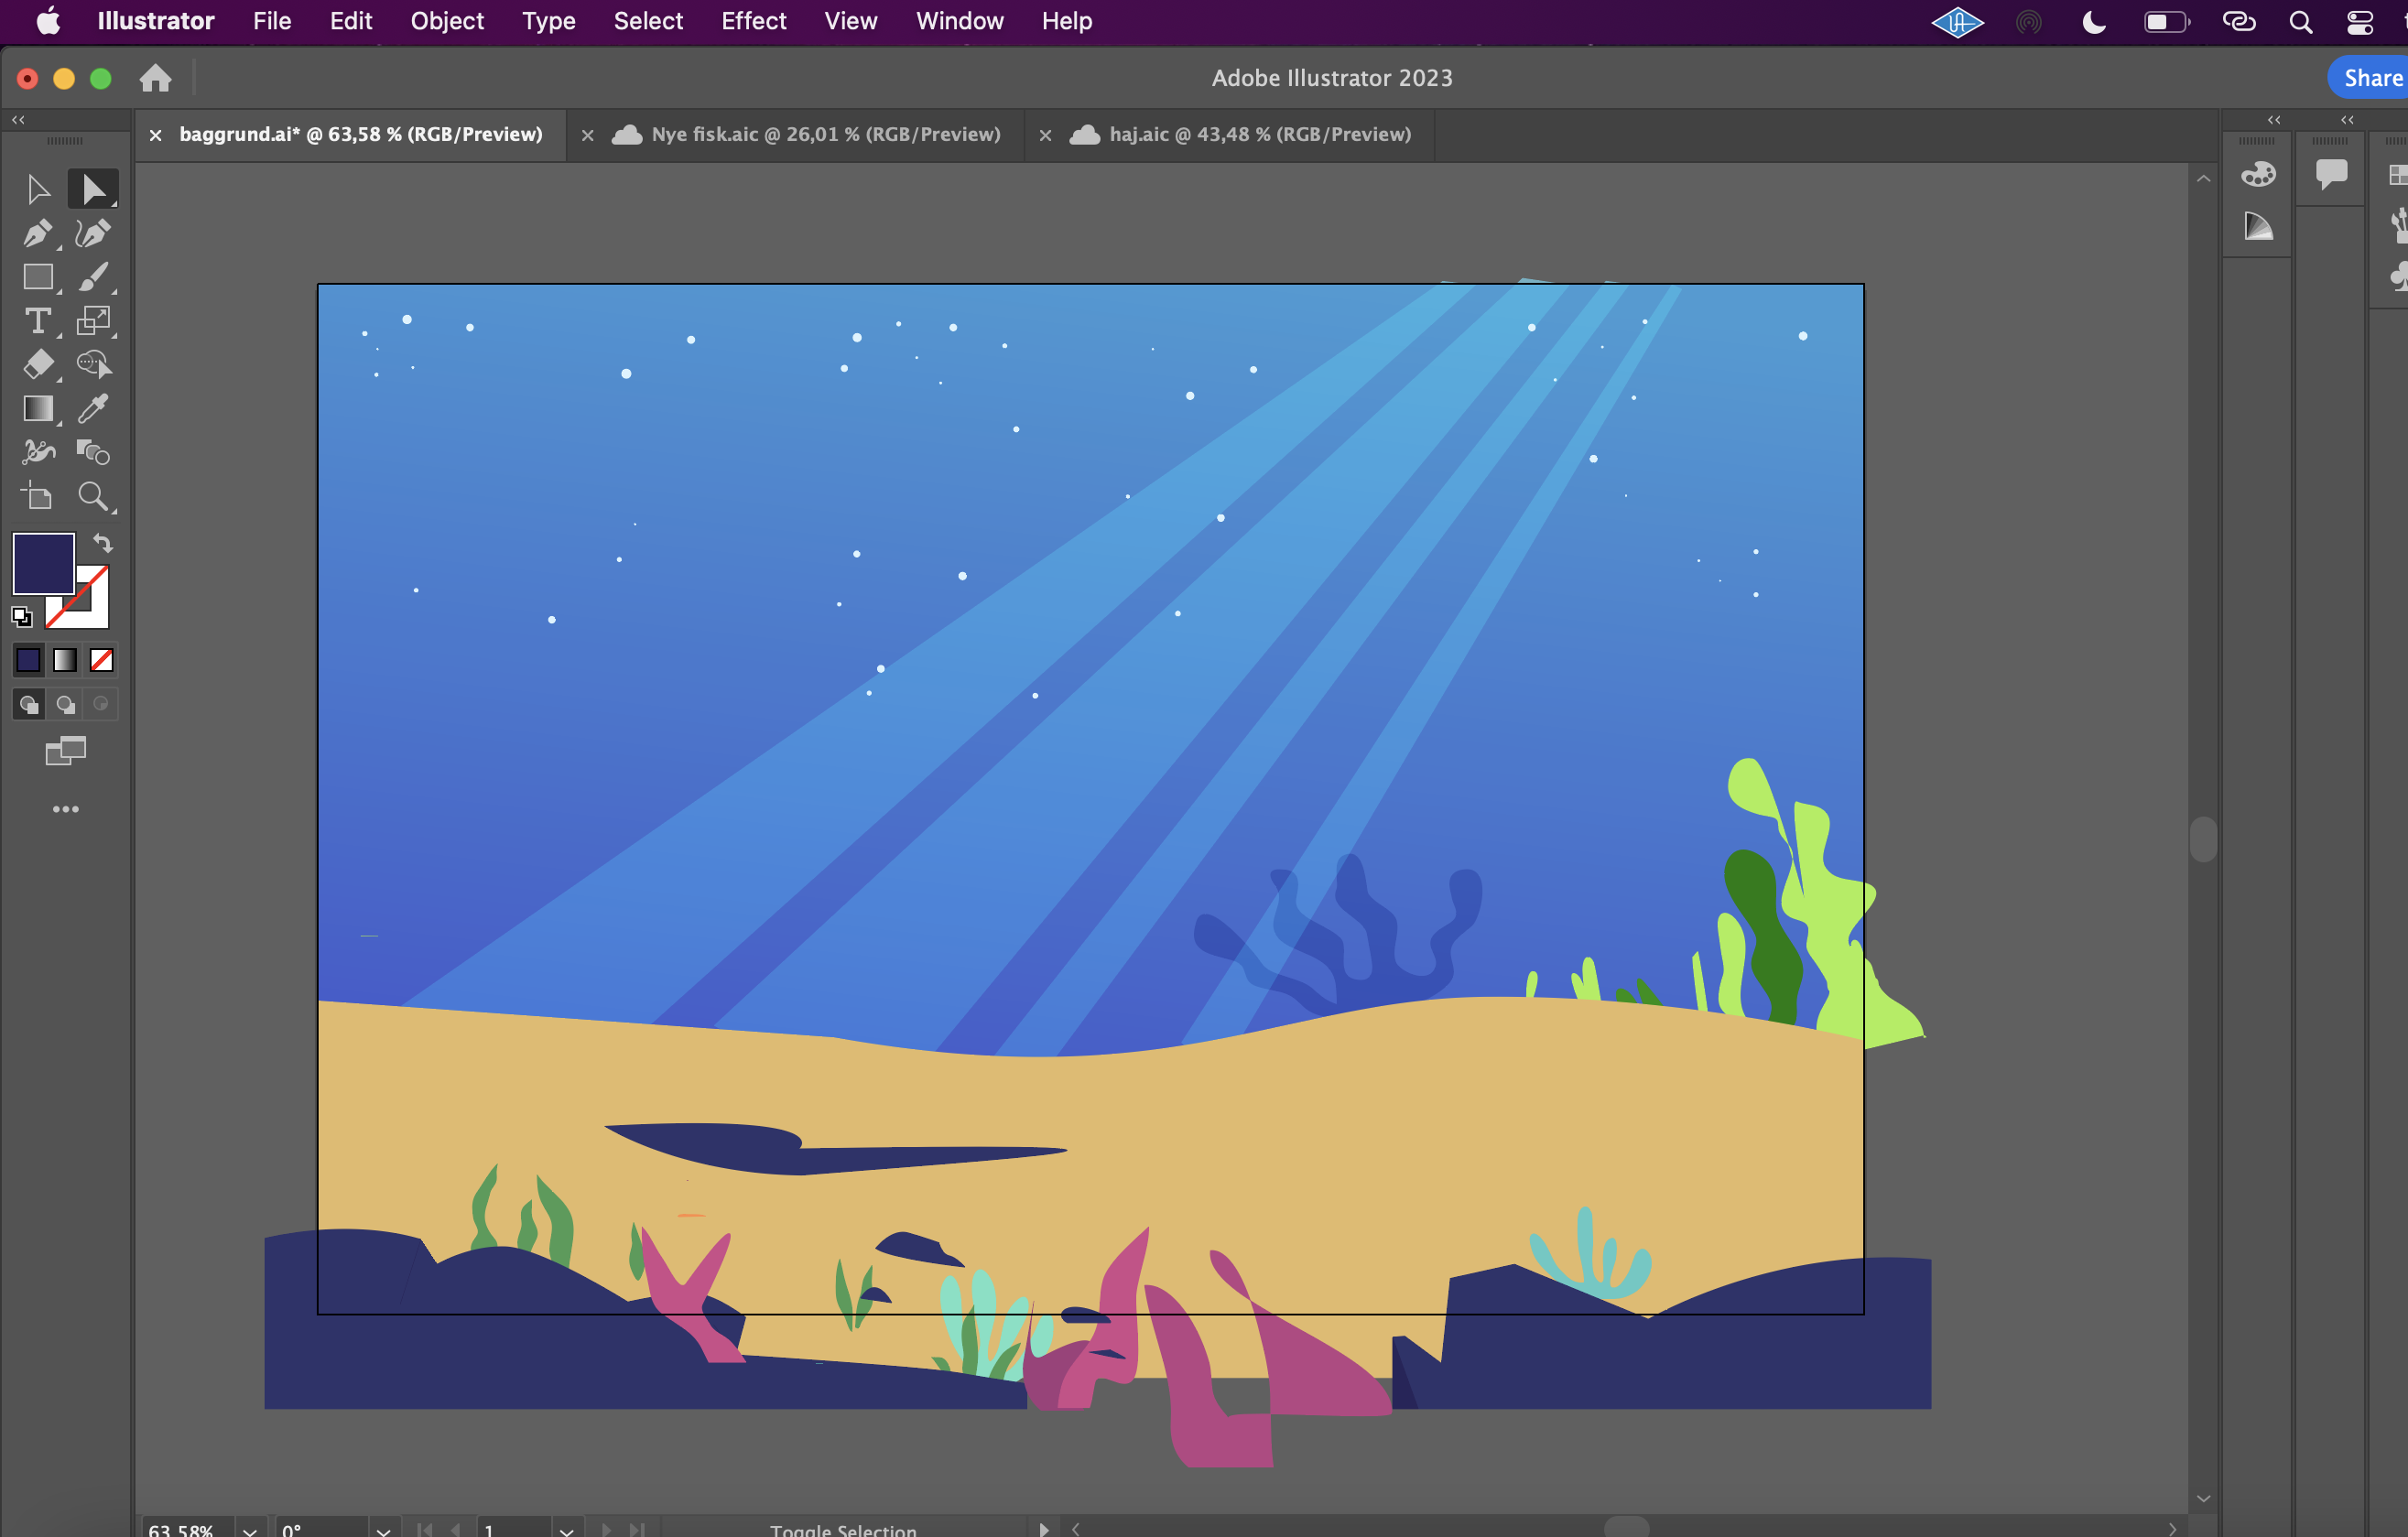 Illustrator File Edit Object Type Select Effect View Window Help
Adobe Illustrator 2023
Share
baggrund.ai* @ 63,58 % (RGB/Preview)
Nye fisk.aic @ 26,01 % (RGB/Preview)
haj.aic @ 43,48 % (RGB/Preview)
63,58% 0° 1 Toggle Selection